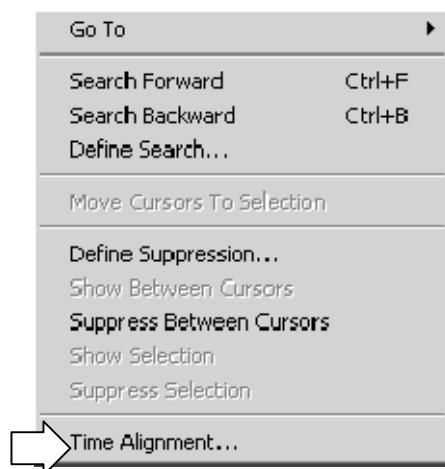 Go To
Search Forward Ctrl+F
Search Backward Ctrl+B
Define Search...
Move Cursors To Selection
Define Suppression...
Show Between Cursors
Suppress Between Cursors
Show Selection
Suppress Selection
Time Alignment...